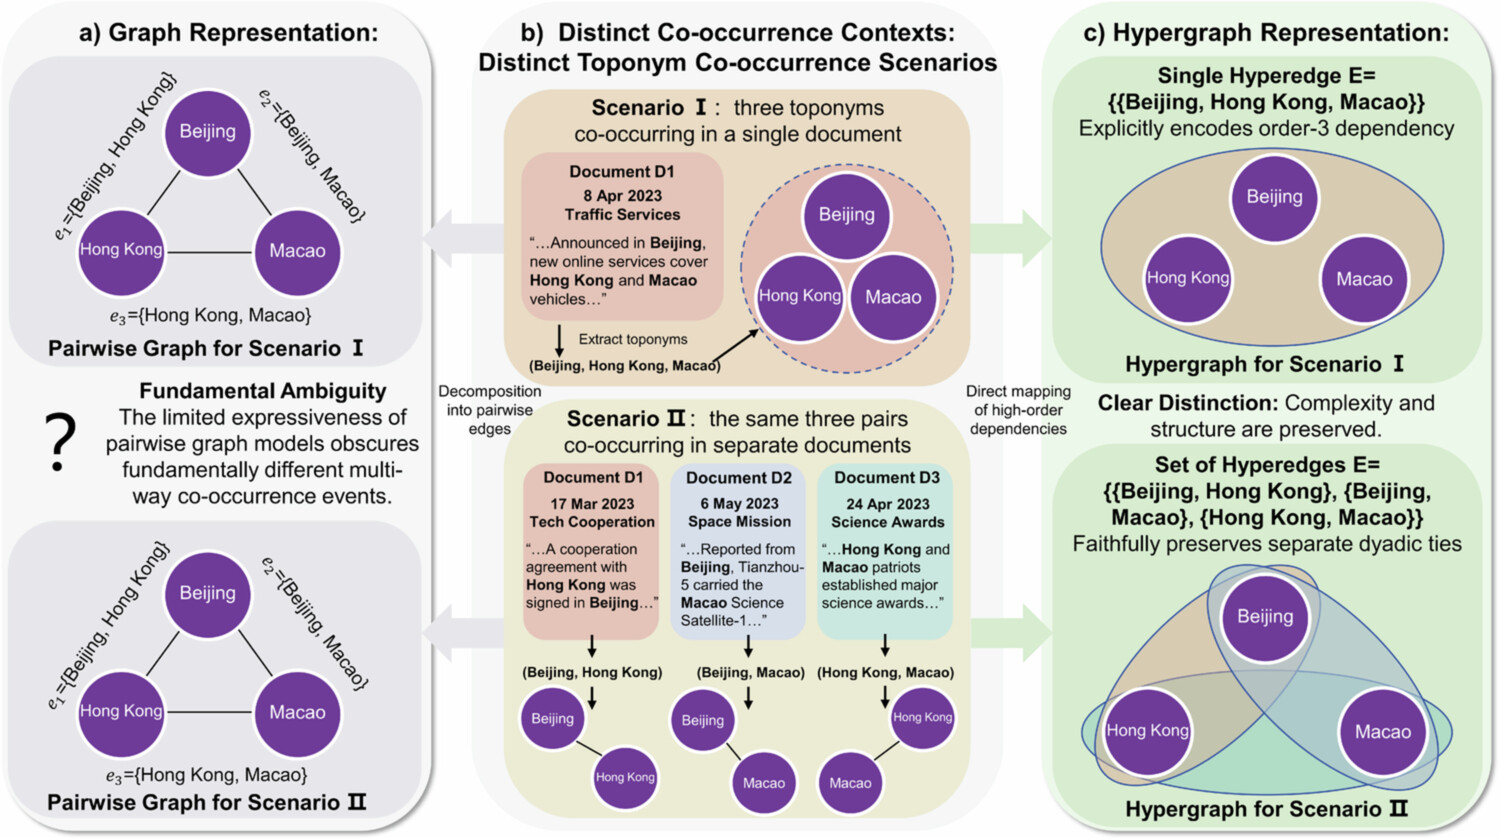 a) Graph Representation:
e₁={Beijing, Hong Kong}
e₂={Beijing, Macao}
Beijing
Hong Kong
Macao
e₃={Hong Kong, Macao}
Pairwise Graph for Scenario Ⅰ
?
Fundamental Ambiguity
The limited expressiveness of
pairwise graph models obscures
fundamentally different multi-
way co-occurrence events.
e₁={Beijing, Hong Kong}
e₂={Beijing, Macao}
Beijing
Hong Kong
Macao
e₃={Hong Kong, Macao}
Pairwise Graph for Scenario Ⅱ
Decomposition
into pairwise
edges
b) Distinct Co-occurrence Contexts:
Distinct Toponym Co-occurrence Scenarios
Scenario Ⅰ: three toponyms
co-occurring in a single document
Document D1
8 Apr 2023
Traffic Services
“…Announced in Beijing,
new online services cover
Hong Kong and Macao
vehicles…”
Extract toponyms
(Beijing, Hong Kong, Macao)
Beijing
Hong Kong
Macao
Scenario Ⅱ: the same three pairs
co-occurring in separate documents
Document D1
17 Mar 2023
Tech Cooperation
“…A cooperation
agreement with
Hong Kong was
signed in Beijing…”
(Beijing, Hong Kong)
Beijing
Hong Kong
Document D2
6 May 2023
Space Mission
“…Reported from
Beijing, Tianzhou-
5 carried the
Macao Science
Satellite-1…”
(Beijing, Macao)
Beijing
Macao
Document D3
24 Apr 2023
Science Awards
“…Hong Kong and
Macao patriots
established major
science awards…”
(Hong Kong, Macao)
Hong Kong
Macao
Direct mapping
of high-order
dependencies
c) Hypergraph Representation:
Single Hyperedge E=
{{Beijing, Hong Kong, Macao}}
Explicitly encodes order-3 dependency
Beijing
Hong Kong
Macao
Hypergraph for Scenario Ⅰ
Clear Distinction: Complexity and
structure are preserved.
Set of Hyperedges E=
{{Beijing, Hong Kong}, {Beijing,
Macao}, {Hong Kong, Macao}}
Faithfully preserves separate dyadic ties
Beijing
Hong Kong
Macao
Hypergraph for Scenario Ⅱ